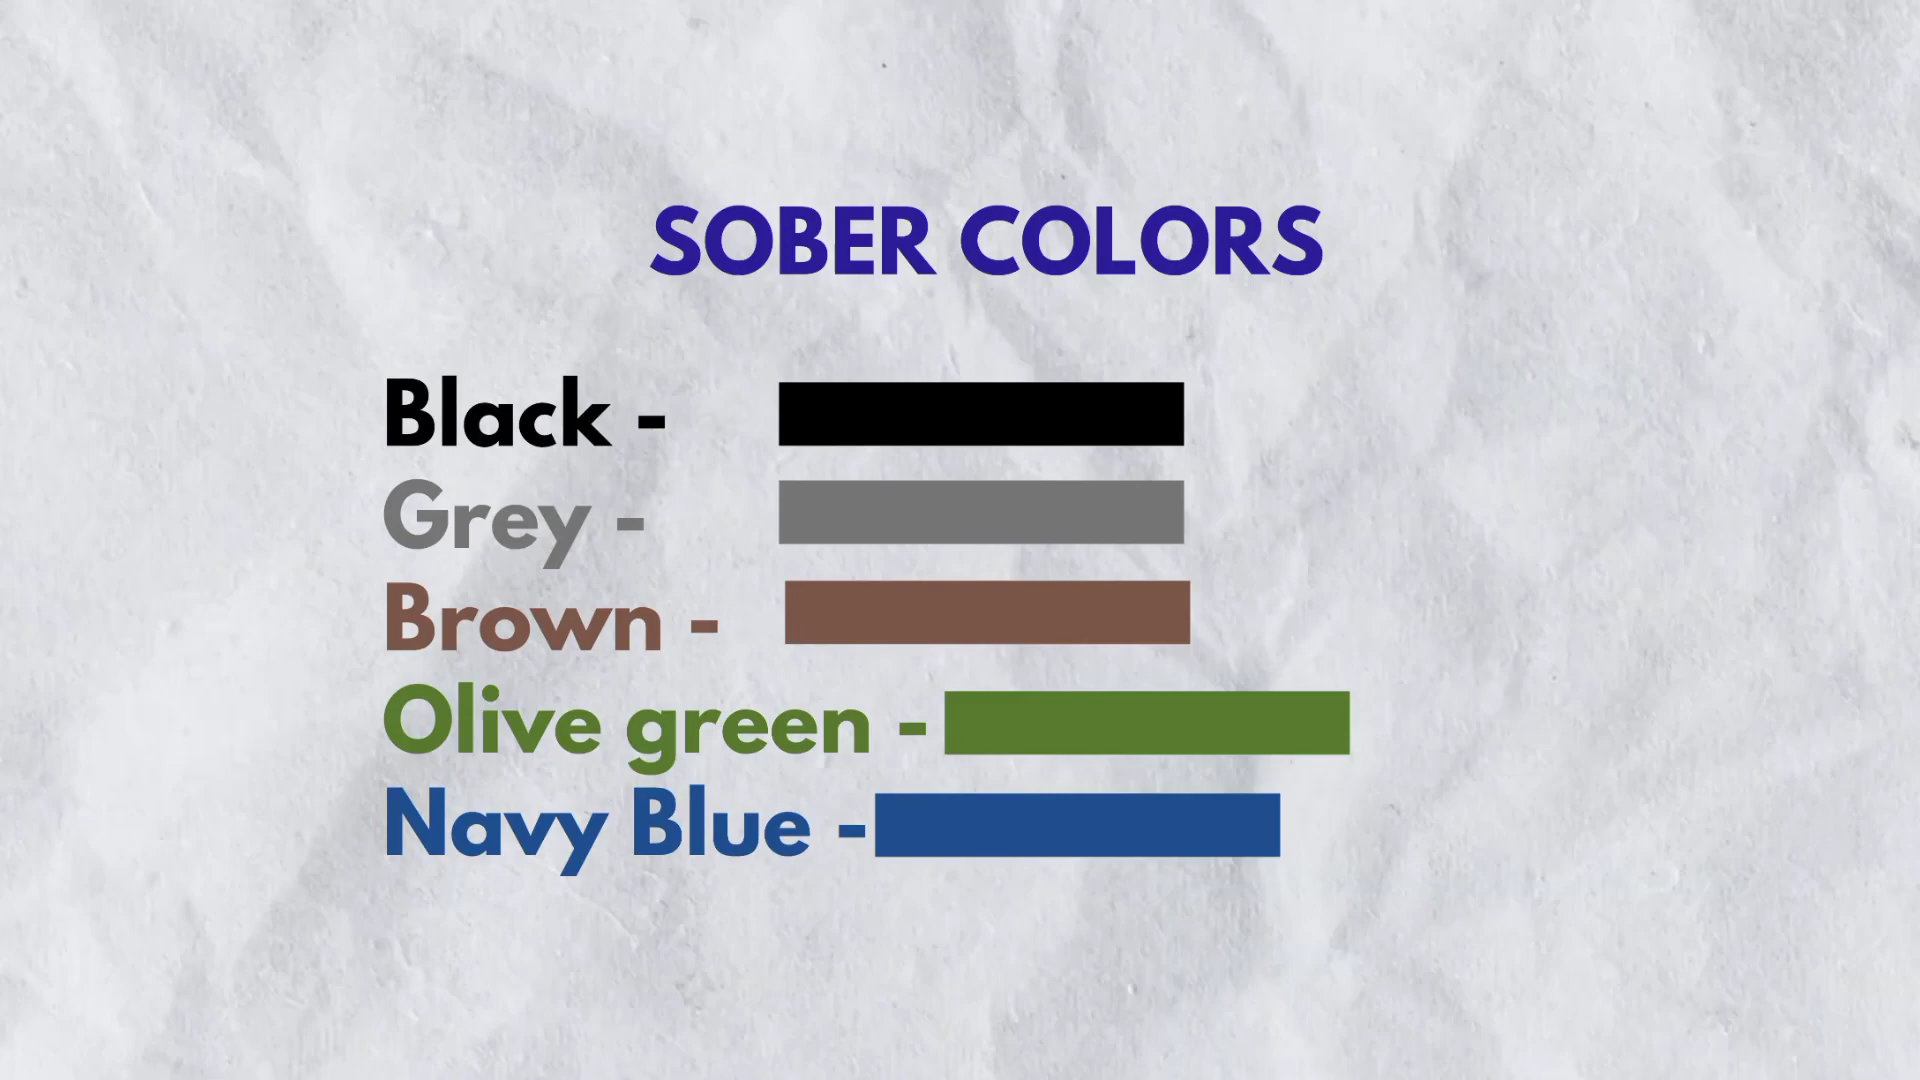 SOBER COLORS
Black -
Grey -
Brown -
Olive green -
Navy Blue -